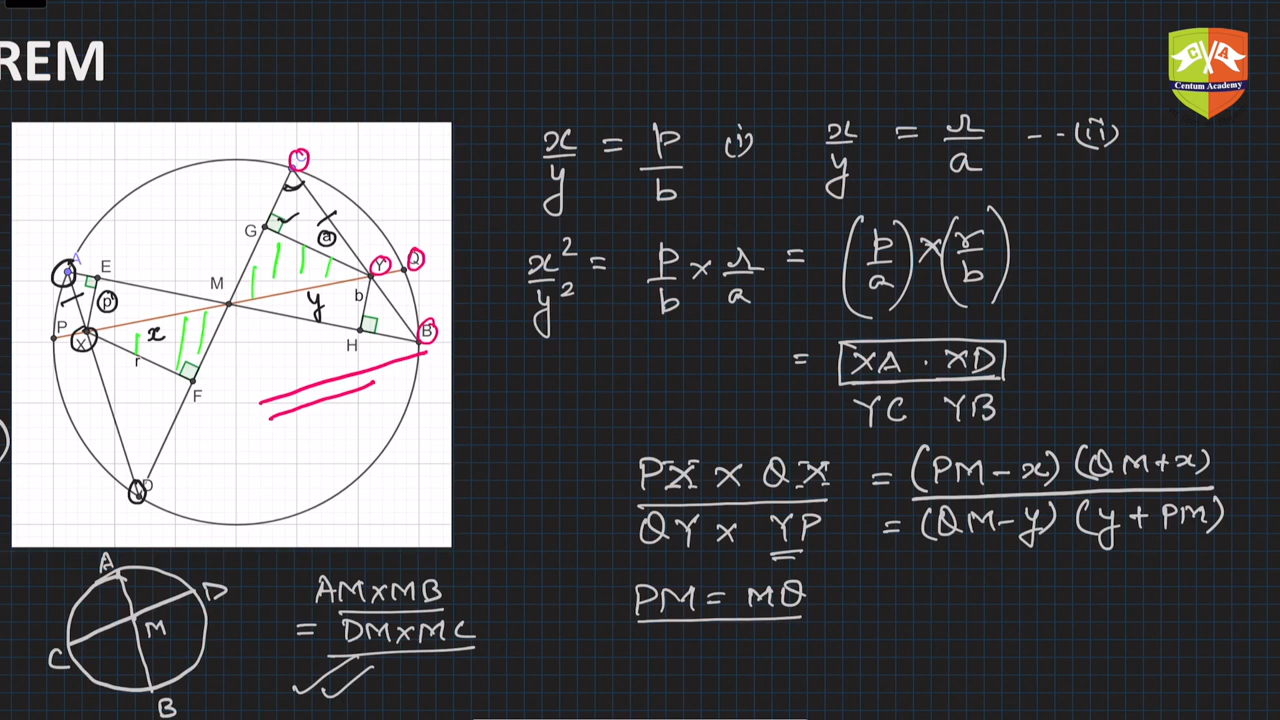 REM
C A
Centum Academy
x/y = p/b (i)
x/y = r/a --(ii)
x²/y² = p/b × r/a = (p/a) × (r/b)
= XA . XD / YC YB
PX × QX / QY × YP = (PM-x) (QM+x) / = (QM-y) (y+PM)
PM = MQ
C
G
a
Y
Q
A
E
p
M
b
y
P
X
x
H
B
r
F
D
A
D
M
C
B
AM×MB
= DM×MC